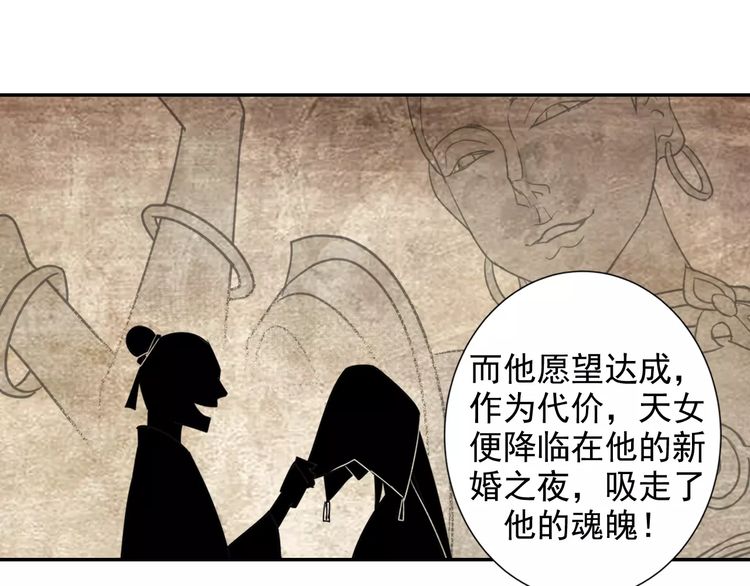 而他愿望达成，
作为代价，天女
便降临在他的新
婚之夜，吸走了
他的魂魄！